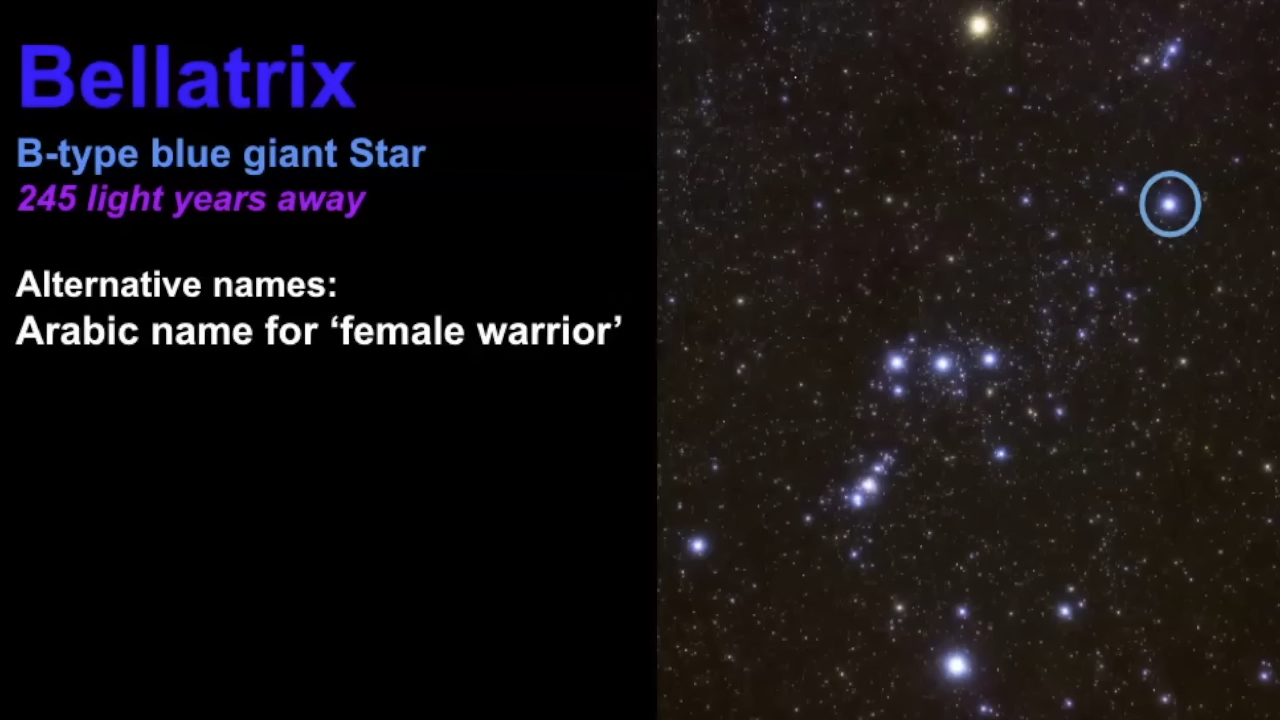 Bellatrix
B-type blue giant Star
245 light years away
Alternative names:
Arabic name for ‘female warrior’